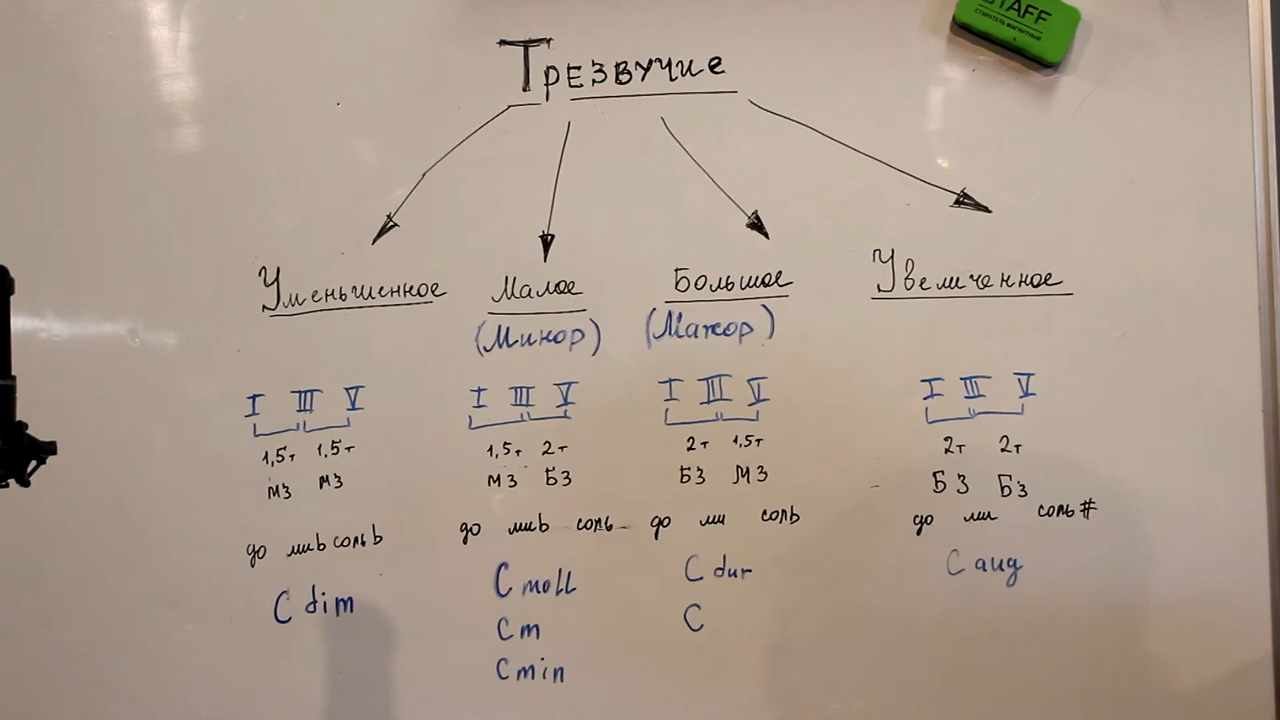 STAFF
СТИРАТЕЛЬ МАГНИТНЫЙ
Трезвучие
Уменьшенное Малое Большое Увеличенное
(Минор) (Мажор)
I III V I III V I III V I III V
1,5т 1,5т 1,5т 2т 2т 1,5т 2т 2т
М3 М3 М3 Б3 Б3 М3 Б3 Б3
до миb сольb до миb соль до ми соль до ми соль#
C dim C moll C dur C aug
Cm C
Cmin